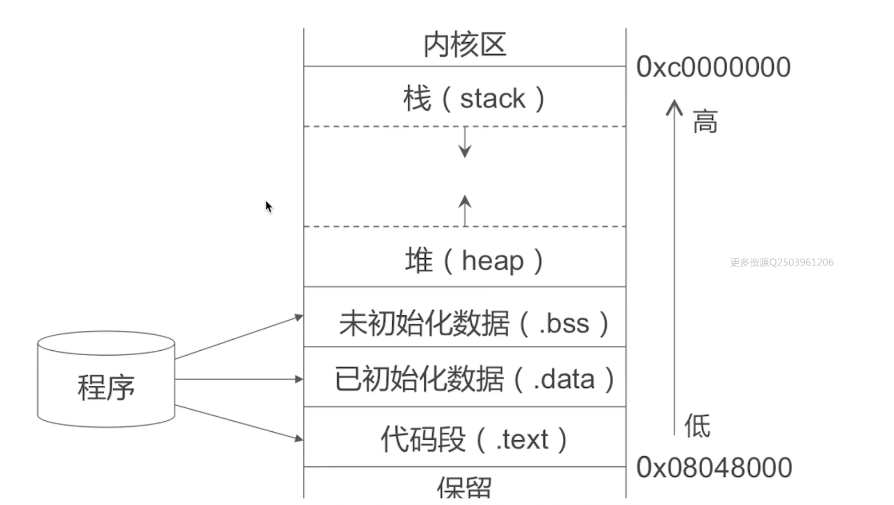 内核区
0xc0000000
栈（stack）
高
堆（heap）
更多资源Q2503961206
未初始化数据（.bss）
程序
已初始化数据（.data）
代码段（.text）
低
0x08048000
保留